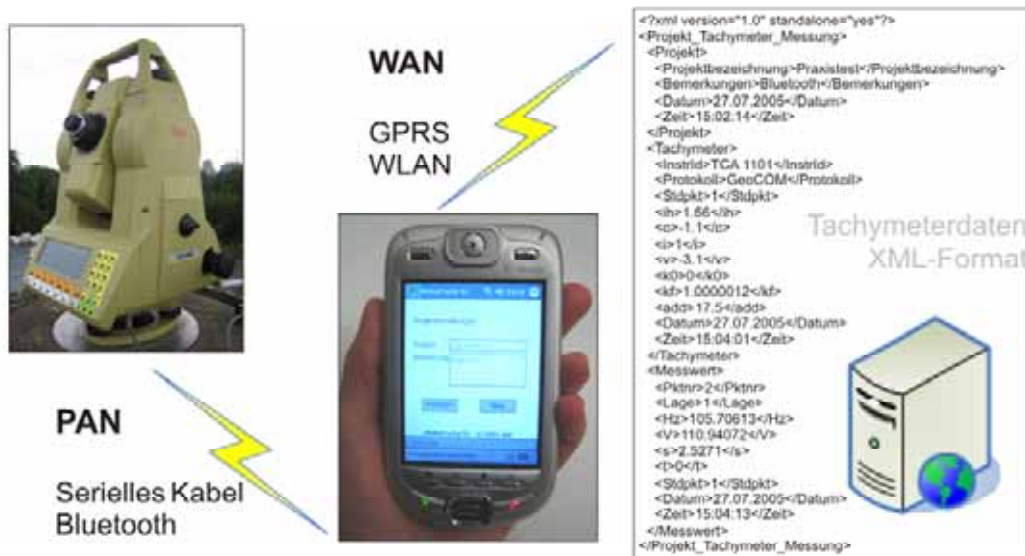 WAN
GPRS
WLAN
PAN
Serielles Kabel
Bluetooth
<?xml version="1.0" standalone="yes"?>
<Projekt_Tachymeter_Messung>
<Projekt>
<Projektbezeichnung>Praxistest</Projektbezeichnung>
<Bemerkungen>Bluetooth</Bemerkungen>
<Datum>27.07.2005</Datum>
<Zeit>15:02:14</Zeit>
</Projekt>
<Tachymeter>
<InstrId>TCA 1101</InstrId>
<Protokoll>GeoCOM</Protokoll>
<Stdpkt>1</Stdpkt>
<ih>1.56</ih>
<c>-1.1</c>
<i>1</i>
<v>-3.1</v>
<k0>0</k0>
<kf>1.0000012</kf>
<add>17.5</add>
<Datum>27.07.2005</Datum>
<Zeit>15:04:01</Zeit>
</Tachymeter>
<Messwert>
<Pktnr>2</Pktnr>
<Lage>1</Lage>
<Hz>105.70613</Hz>
<V>110.94072</V>
<s>2.5271</s>
<t>0</t>
<Stdpkt>1</Stdpkt>
<Datum>27.07.2005</Datum>
<Zeit>15:04:13</Zeit>
</Messwert>
</Projekt_Tachymeter_Messung>
Tachymeterdaten
XML-Format